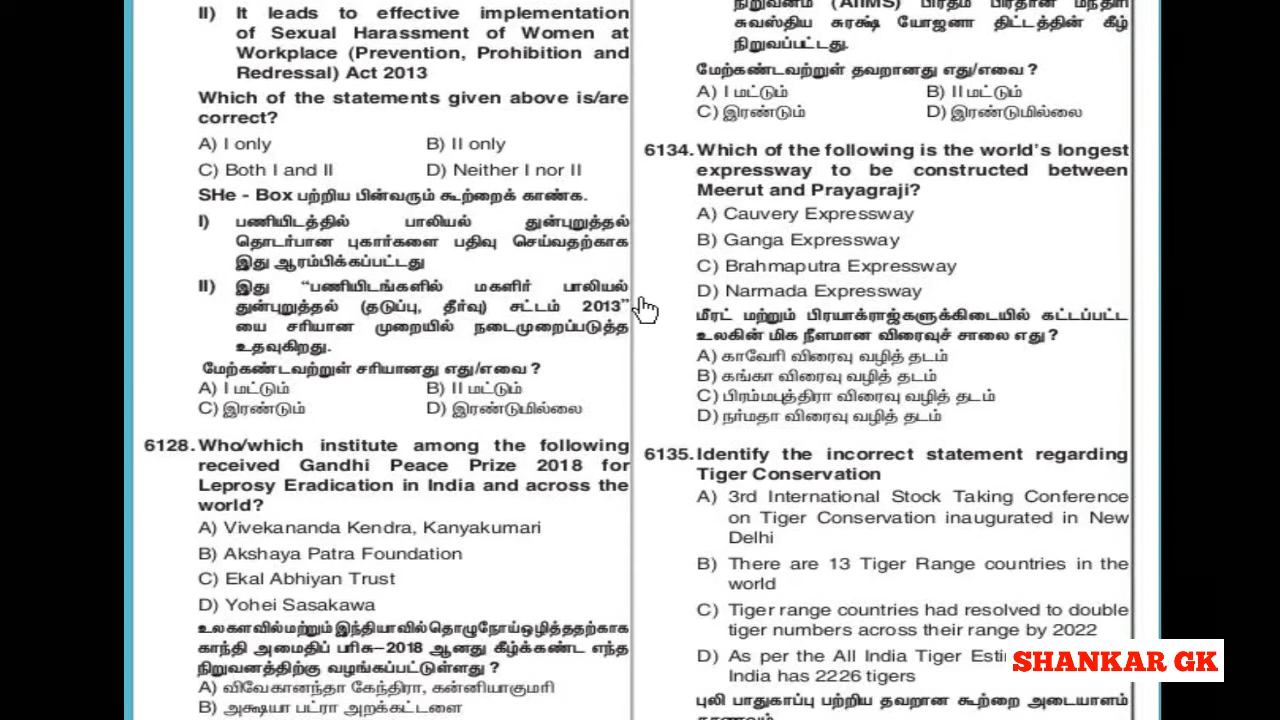 II) It leads to effective implementation
of Sexual Harassment of Women at
Workplace (Prevention, Prohibition and
Redressal) Act 2013
Which of the statements given above is/are
correct?
A) I only B) II only
C) Both I and II D) Neither I nor II
SHe - Box பற்றிய பின்வரும் கூற்றைக் காண்க.
I) பணியிடத்தில் பாலியல் துன்புறுத்தல்
தொடர்பான புகார்களை பதிவு செய்வதற்காக
இது ஆரம்பிக்கப்பட்டது
II) இது “பணியிடங்களில் மகளிர் பாலியல்
துன்புறுத்தல் (தடுப்பு, தீர்வு) சட்டம் 2013”
யை சரியான முறையில் நடைமுறைப்படுத்த
உதவுகிறது.
மேற்கண்டவற்றுள் சரியானது எது/எவை ?
A) I மட்டும் B) II மட்டும்
C) இரண்டும் D) இரண்டுமில்லை
6128. Who/which institute among the following
received Gandhi Peace Prize 2018 for
Leprosy Eradication in India and across the
world?
A) Vivekananda Kendra, Kanyakumari
B) Akshaya Patra Foundation
C) Ekal Abhiyan Trust
D) Yohei Sasakawa
உலகளவில் மற்றும் இந்தியாவில் தொழுநோய் ஒழித்ததற்காக
காந்தி அமைதிப் பரிசு–2018 ஆனது கீழ்க்கண்ட எந்த
நிறுவனத்திற்கு வழங்கப்பட்டுள்ளது ?
A) விவேகானந்தா கேந்திரா, கன்னியாகுமரி
B) அக்ஷயா பட்ரா அறக்கட்டளை
நிறுவனம் (AIIMS) பிரதம் பிரதான் மந்திரி
சுவஸ்திய சுரக்ஷ் யோஜனா திட்டத்தின் கீழ்
நிறுவப்பட்டது.
மேற்கண்டவற்றுள் தவறானது எது/எவை ?
A) I மட்டும் B) II மட்டும்
C) இரண்டும் D) இரண்டுமில்லை
6134. Which of the following is the world’s longest
expressway to be constructed between
Meerut and Prayagraji?
A) Cauvery Expressway
B) Ganga Expressway
C) Brahmaputra Expressway
D) Narmada Expressway
மீரட் மற்றும் பிரயாக்ராஜ்களுக்கிடையில் கட்டப்பட்ட
உலகின் மிக நீளமான விரைவுச் சாலை எது ?
A) காவேரி விரைவு வழித் தடம்
B) கங்கா விரைவு வழித் தடம்
C) பிரம்மபுத்திரா விரைவு வழித் தடம்
D) நர்மதா விரைவு வழித் தடம்
6135. Identify the incorrect statement regarding
Tiger Conservation
A) 3rd International Stock Taking Conference
on Tiger Conservation inaugurated in New
Delhi
B) There are 13 Tiger Range countries in the
world
C) Tiger range countries had resolved to double
tiger numbers across their range by 2022
D) As per the All India Tiger
India has 2226 tigers
புலி பாதுகாப்பு பற்றிய தவறான கூற்றை அடையாளம்
SHANKAR GK